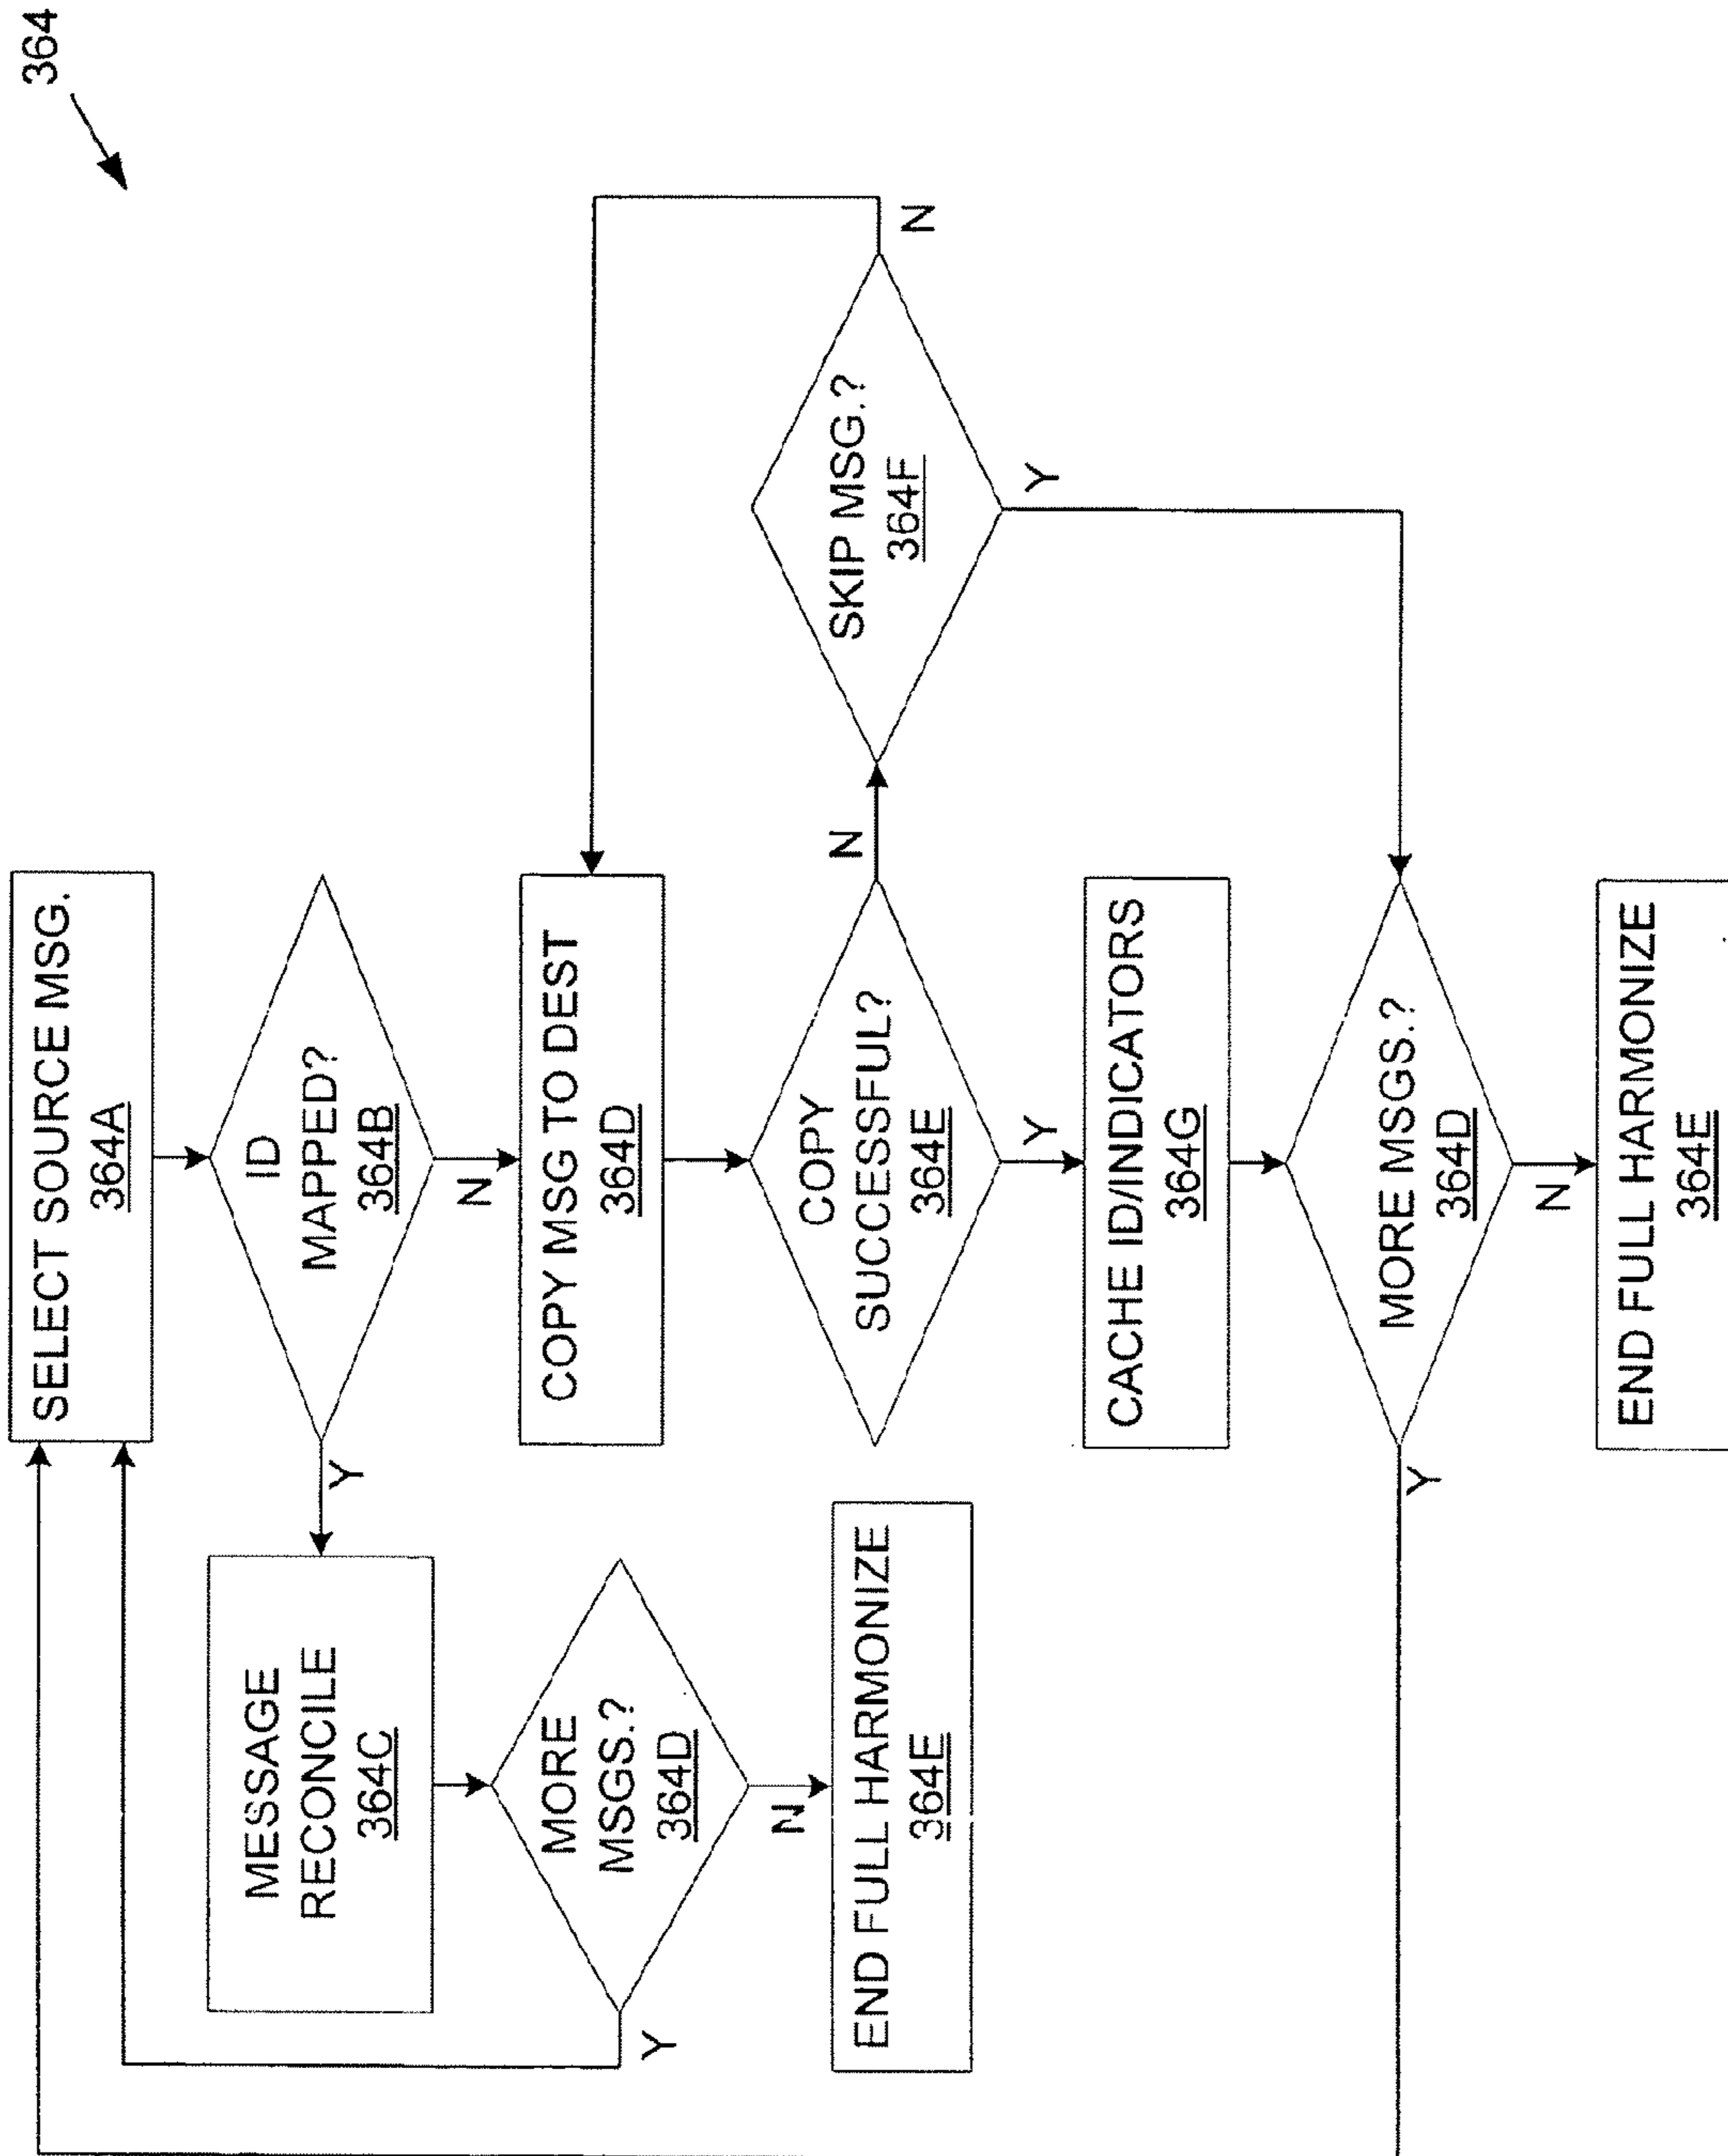 364
SELECT SOURCE MSG.
364A
ID
MAPPED?
364B
Y
N
MESSAGE
RECONCILE
364C
COPY MSG TO DEST
364D
MORE
MSGS.?
364D
Y
N
COPY
SUCCESSFUL?
364E
N
Y
SKIP MSG.?
364F
N
Y
END FULL HARMONIZE
364E
CACHE ID/INDICATORS
364G
MORE MSGS.?
364D
Y
N
END FULL HARMONIZE
364E